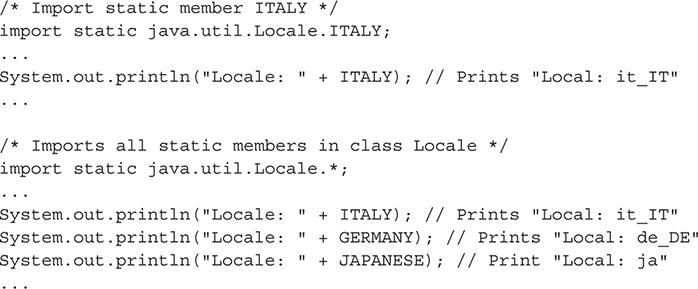 /* Import static member ITALY */
import static java.util.Locale.ITALY;
...
System.out.println("Locale: " + ITALY); // Prints "Local: it_IT"
...
/* Imports all static members in class Locale */
import static java.util.Locale.*;
...
System.out.println("Locale: " + ITALY); // Prints "Local: it_IT"
System.out.println("Locale: " + GERMANY); // Prints "Local: de_DE"
System.out.println("Locale: " + JAPANESE); // Print "Local: ja"
...